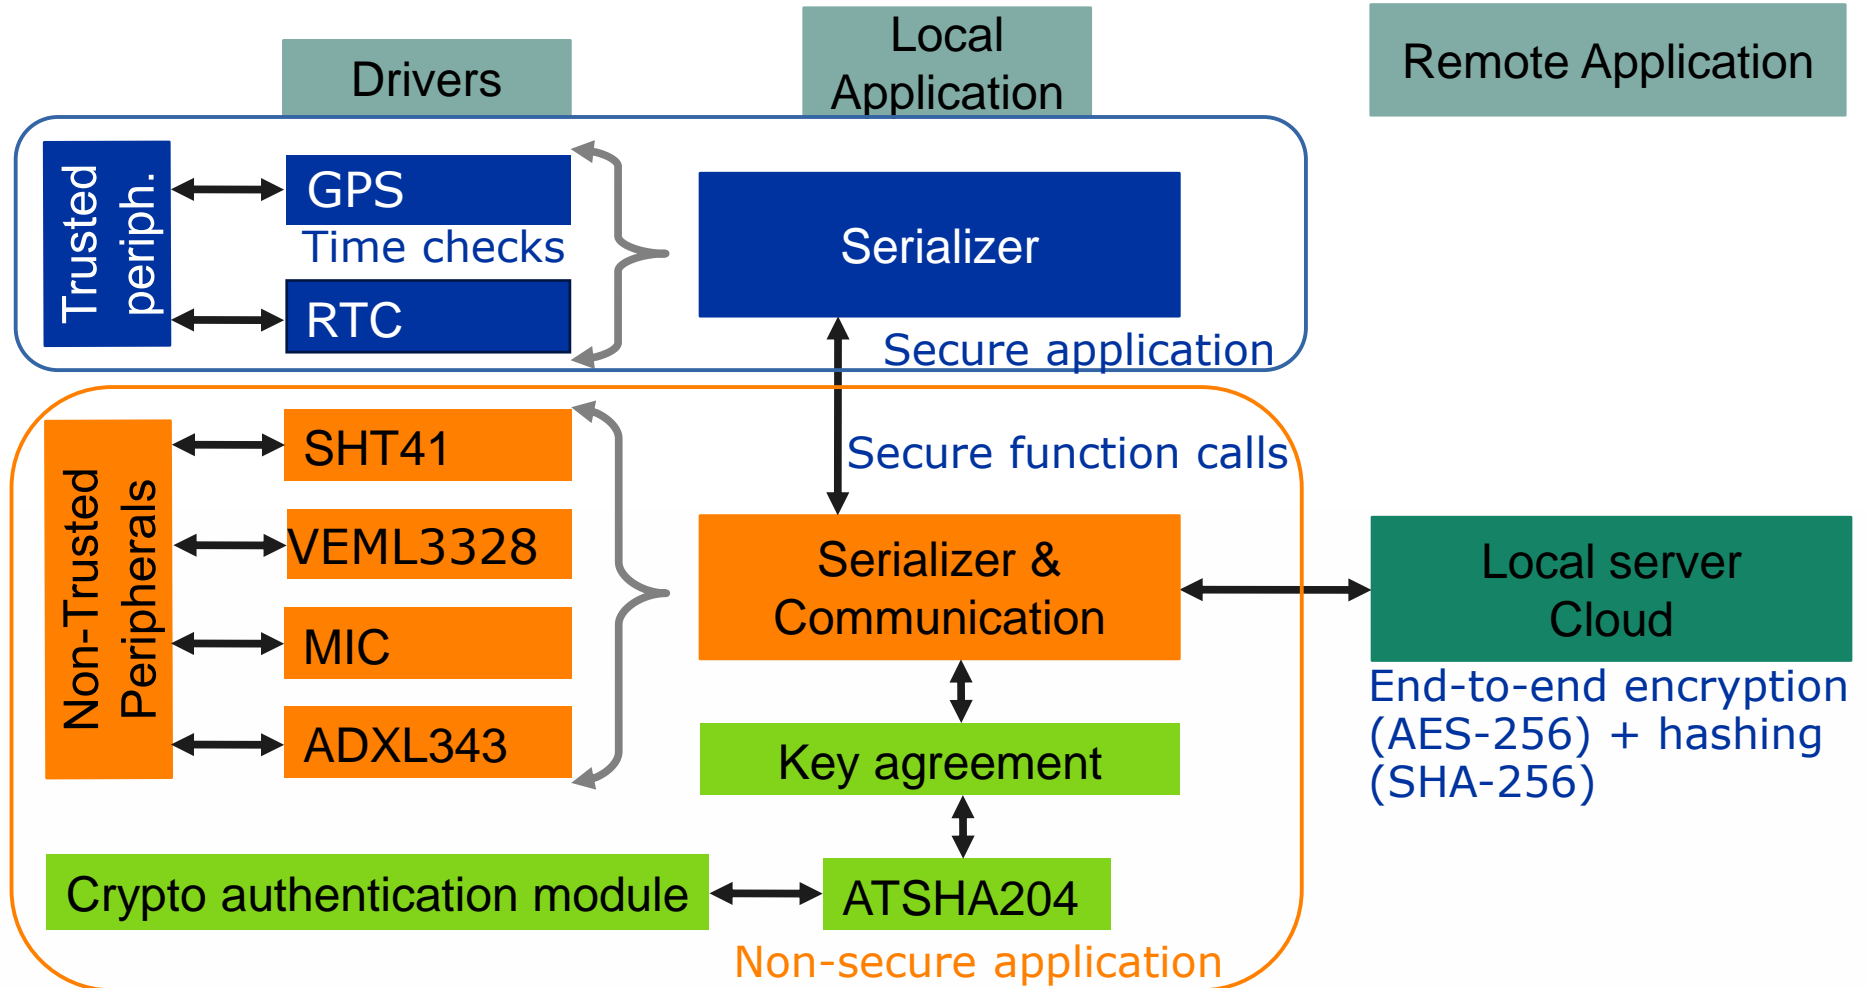 Drivers
Local
Application
Remote Application
Trusted
periph.
GPS
Time checks
RTC
Serializer
Secure application
Non-Trusted
Peripherals
SHT41
VEML3328
MIC
ADXL343
Secure function calls
Serializer &
Communication
Local server
Cloud
End-to-end encryption
(AES-256) + hashing
(SHA-256)
Key agreement
Crypto authentication module
ATSHA204
Non-secure application